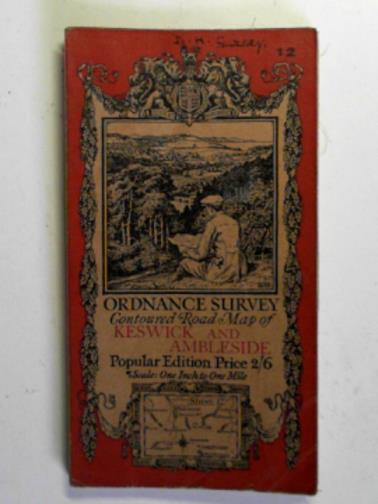 12
ORDNANCE SURVEY
Contoured Road Map of
KESWICK AND
AMBLESIDE
Popular Edition Price 2/6
Scale: One Inch to One Mile